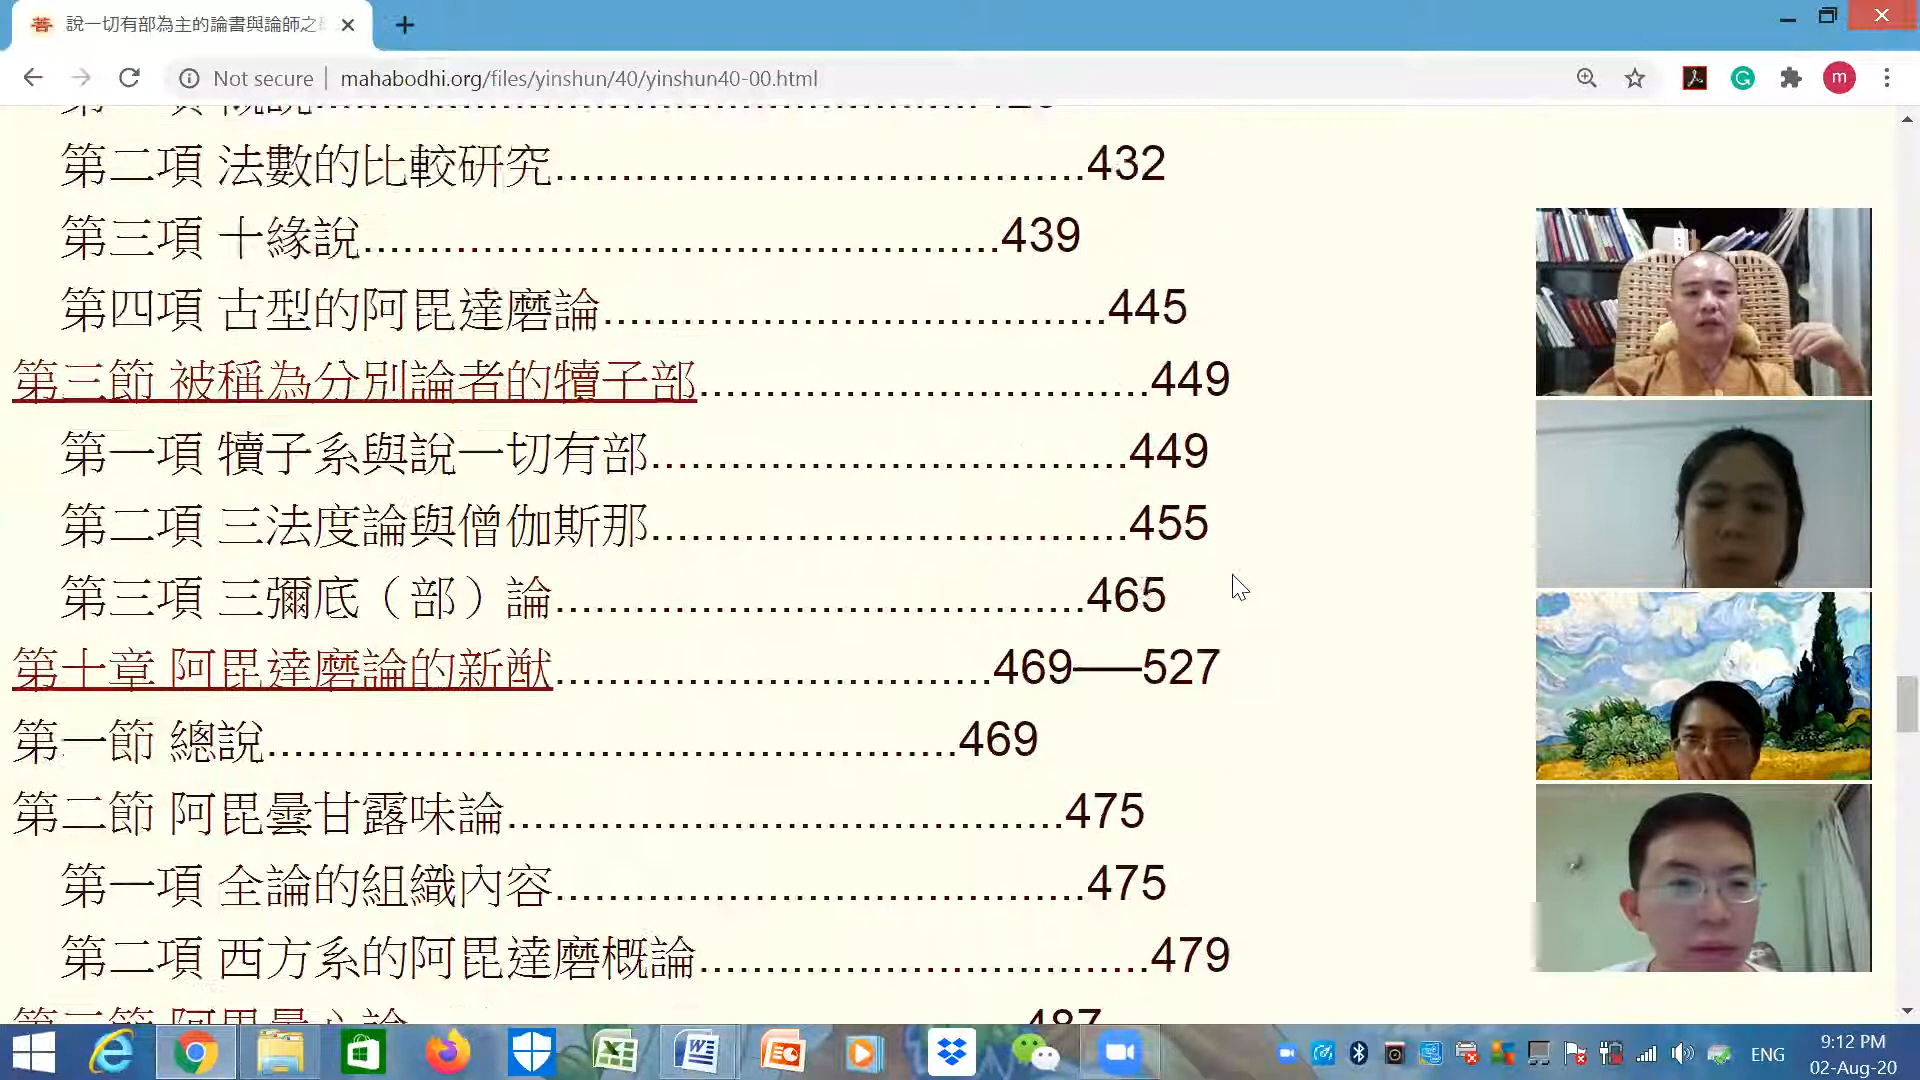 說一切有部為主的論書與論師之
Not secure | mahabodhi.org/files/yinshun/40/yinshun40-00.html
第二項 法數的比較研究.......................................432
第三項 十緣說...............................................439
第四項 古型的阿毘達磨論.....................................445
第三節 被稱為分別論者的犢子部.................................449
第一項 犢子系與說一切有部...................................449
第二項 三法度論與僧伽斯那...................................455
第三項 三彌底（部）論.......................................465
第十章 阿毘達磨論的新猷................................469──527
第一節 總說...................................................469
第二節 阿毘曇甘露味論.........................................475
第一項 全論的組織內容.......................................475
第二項 西方系的阿毘達磨概論.................................479
487
ENG
9:12 PM
02-Aug-20